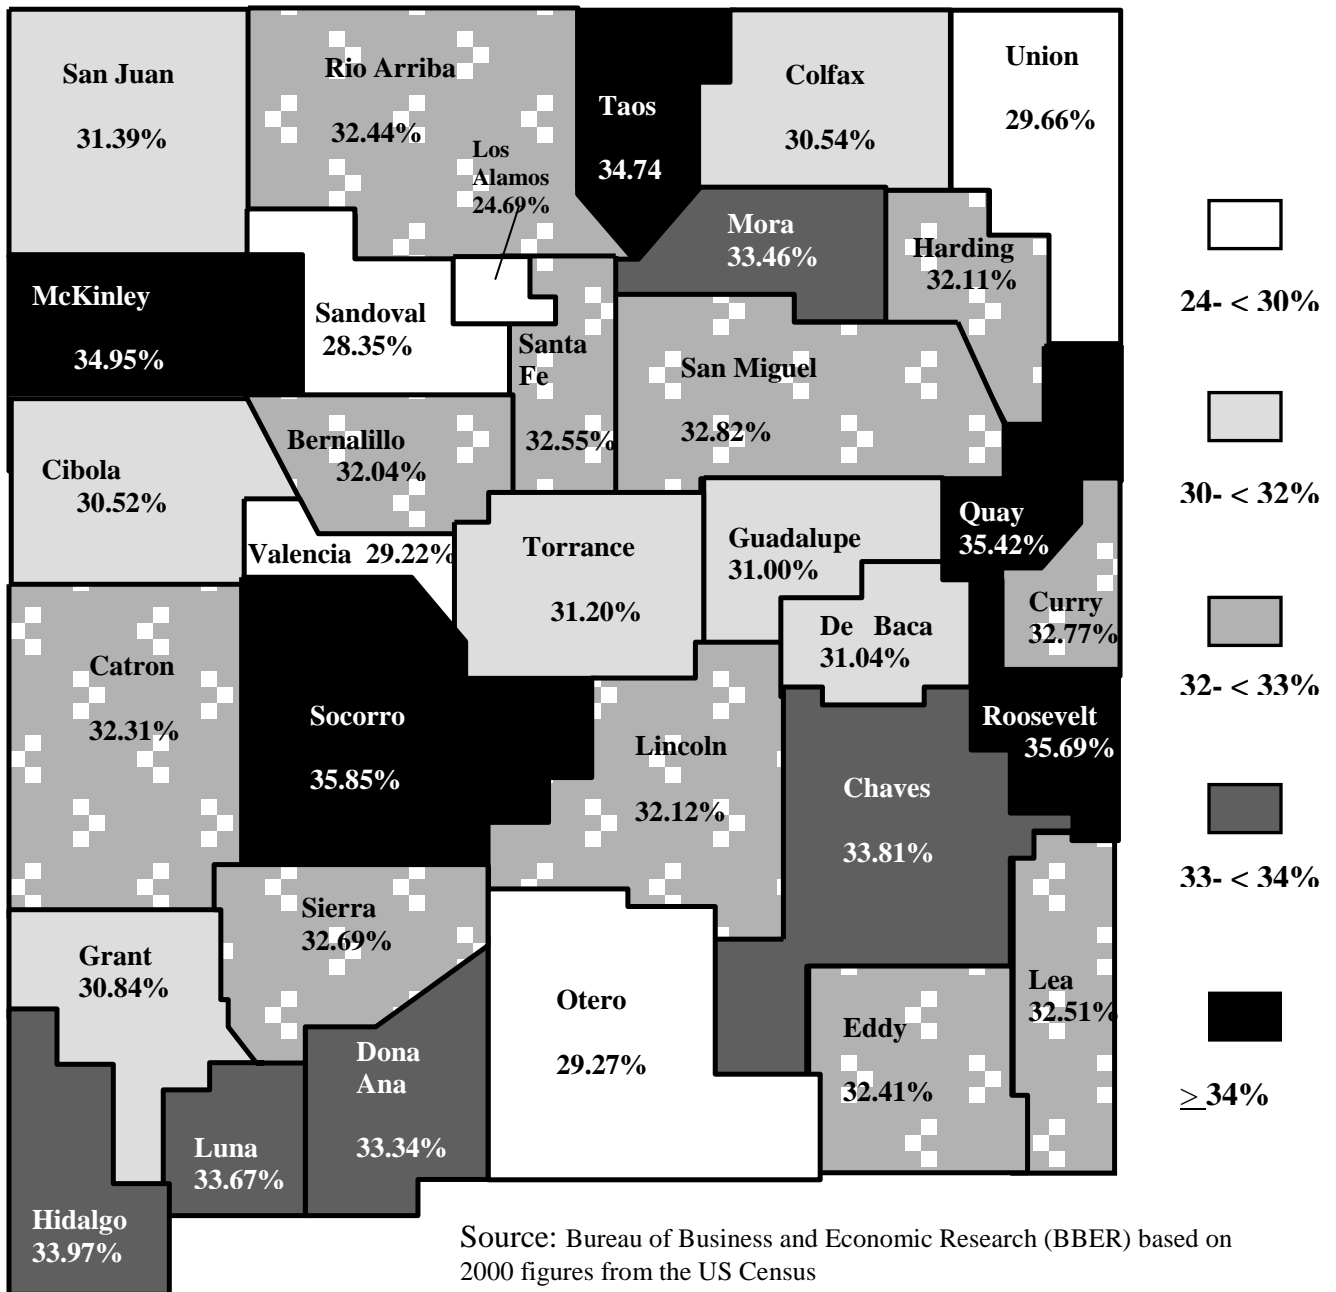 San Juan
31.39%
Rio Arriba
32.44%
Los
Alamos
24.69%
Taos
34.74
Colfax
30.54%
Union
29.66%
Mora
33.46%
Harding
32.11%
McKinley
34.95%
Sandoval
28.35%
Santa
Fe
32.55%
San Miguel
32.82%
Bernalillo
32.04%
Cibola
30.52%
Valencia 29.22%
Torrance
31.20%
Guadalupe
31.00%
Quay
35.42%
De Baca
31.04%
Curry
32.77%
Catron
32.31%
Socorro
35.85%
Lincoln
32.12%
Roosevelt
35.69%
Chaves
33.81%
Sierra
32.69%
Grant
30.84%
Otero
29.27%
Dona
Ana
33.34%
Eddy
32.41%
Lea
32.51%
Luna
33.67%
Hidalgo
33.97%
24- < 30%
30- < 32%
32- < 33%
33- < 34%
> 34%
Source: Bureau of Business and Economic Research (BBER) based on
2000 figures from the US Census